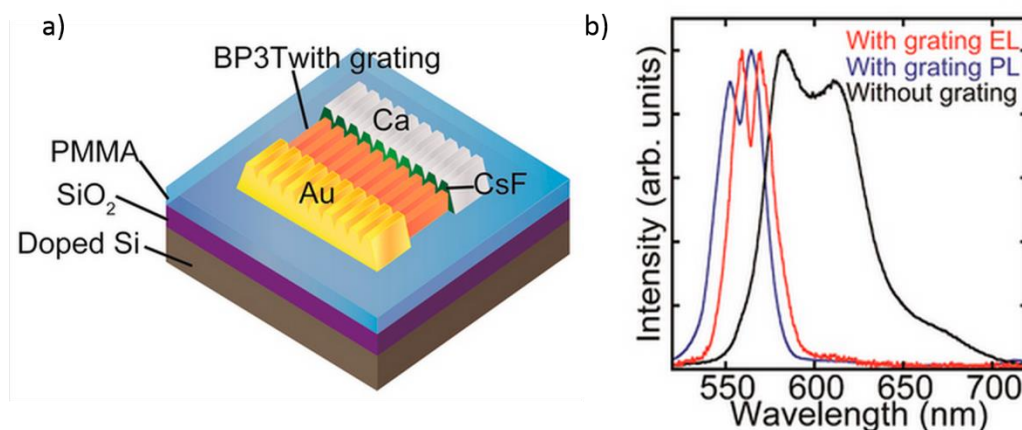 a)
BP3Twith grating
Ca
PMMA
SiO2
Au
CsF
Doped Si
b)
With grating EL
With grating PL
Without grating
Intensity (arb. units)
550 600 650 700
Wavelength (nm)